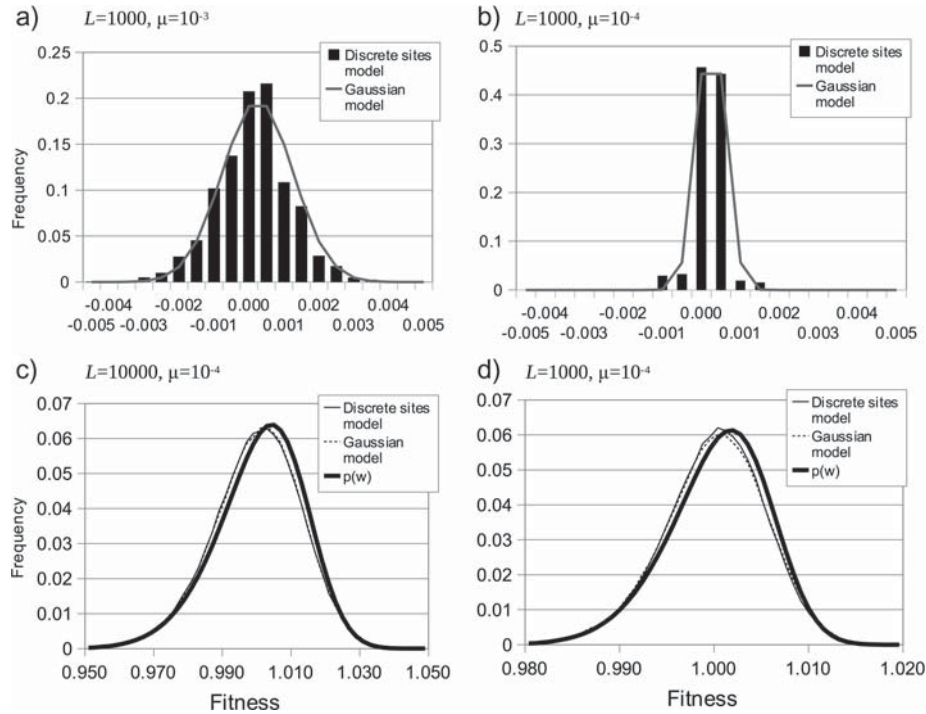 a) L=1000, μ=10-3
Frequency
0.25
0.2
0.15
0.1
0.05
0
Discrete sites
model
Gaussian
model
-0.004 -0.002 0.000 0.002 0.004
-0.005 -0.003 -0.001 0.001 0.003 0.005
b) L=1000, μ=10-4
0.5
0.4
0.3
0.2
0.1
0
Discrete sites
model
Gaussian
model
-0.004 -0.002 0.000 0.002 0.004
-0.005 -0.003 -0.001 0.001 0.003 0.005
c) L=10000, μ=10-4
Frequency
0.07
0.06
0.05
0.04
0.03
0.02
0.01
0
Discrete sites
model
Gaussian
model
p(w)
0.950 0.970 0.990 1.010 1.030 1.050
Fitness
d) L=1000, μ=10-4
0.07
0.06
0.05
0.04
0.03
0.02
0.01
0
Discrete sites
model
Gaussian
model
p(w)
0.980 0.990 1.000 1.010 1.020
Fitness